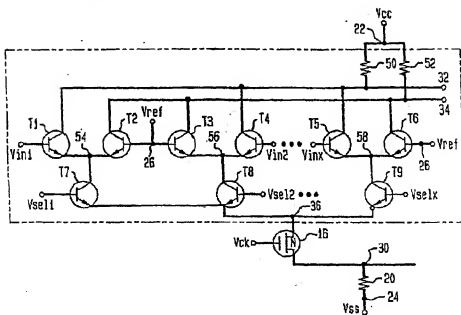 Vcc
22
50
52
32
34
T1
T2
Vref
T3
T4
T5
T6
Vin1
54
26
56
Vin2
Vinx
58
26
Vref
T7
T8
T9
Vsel1
Vsel2
Vselx
36
16
Vck
N
30
20
24
Vss